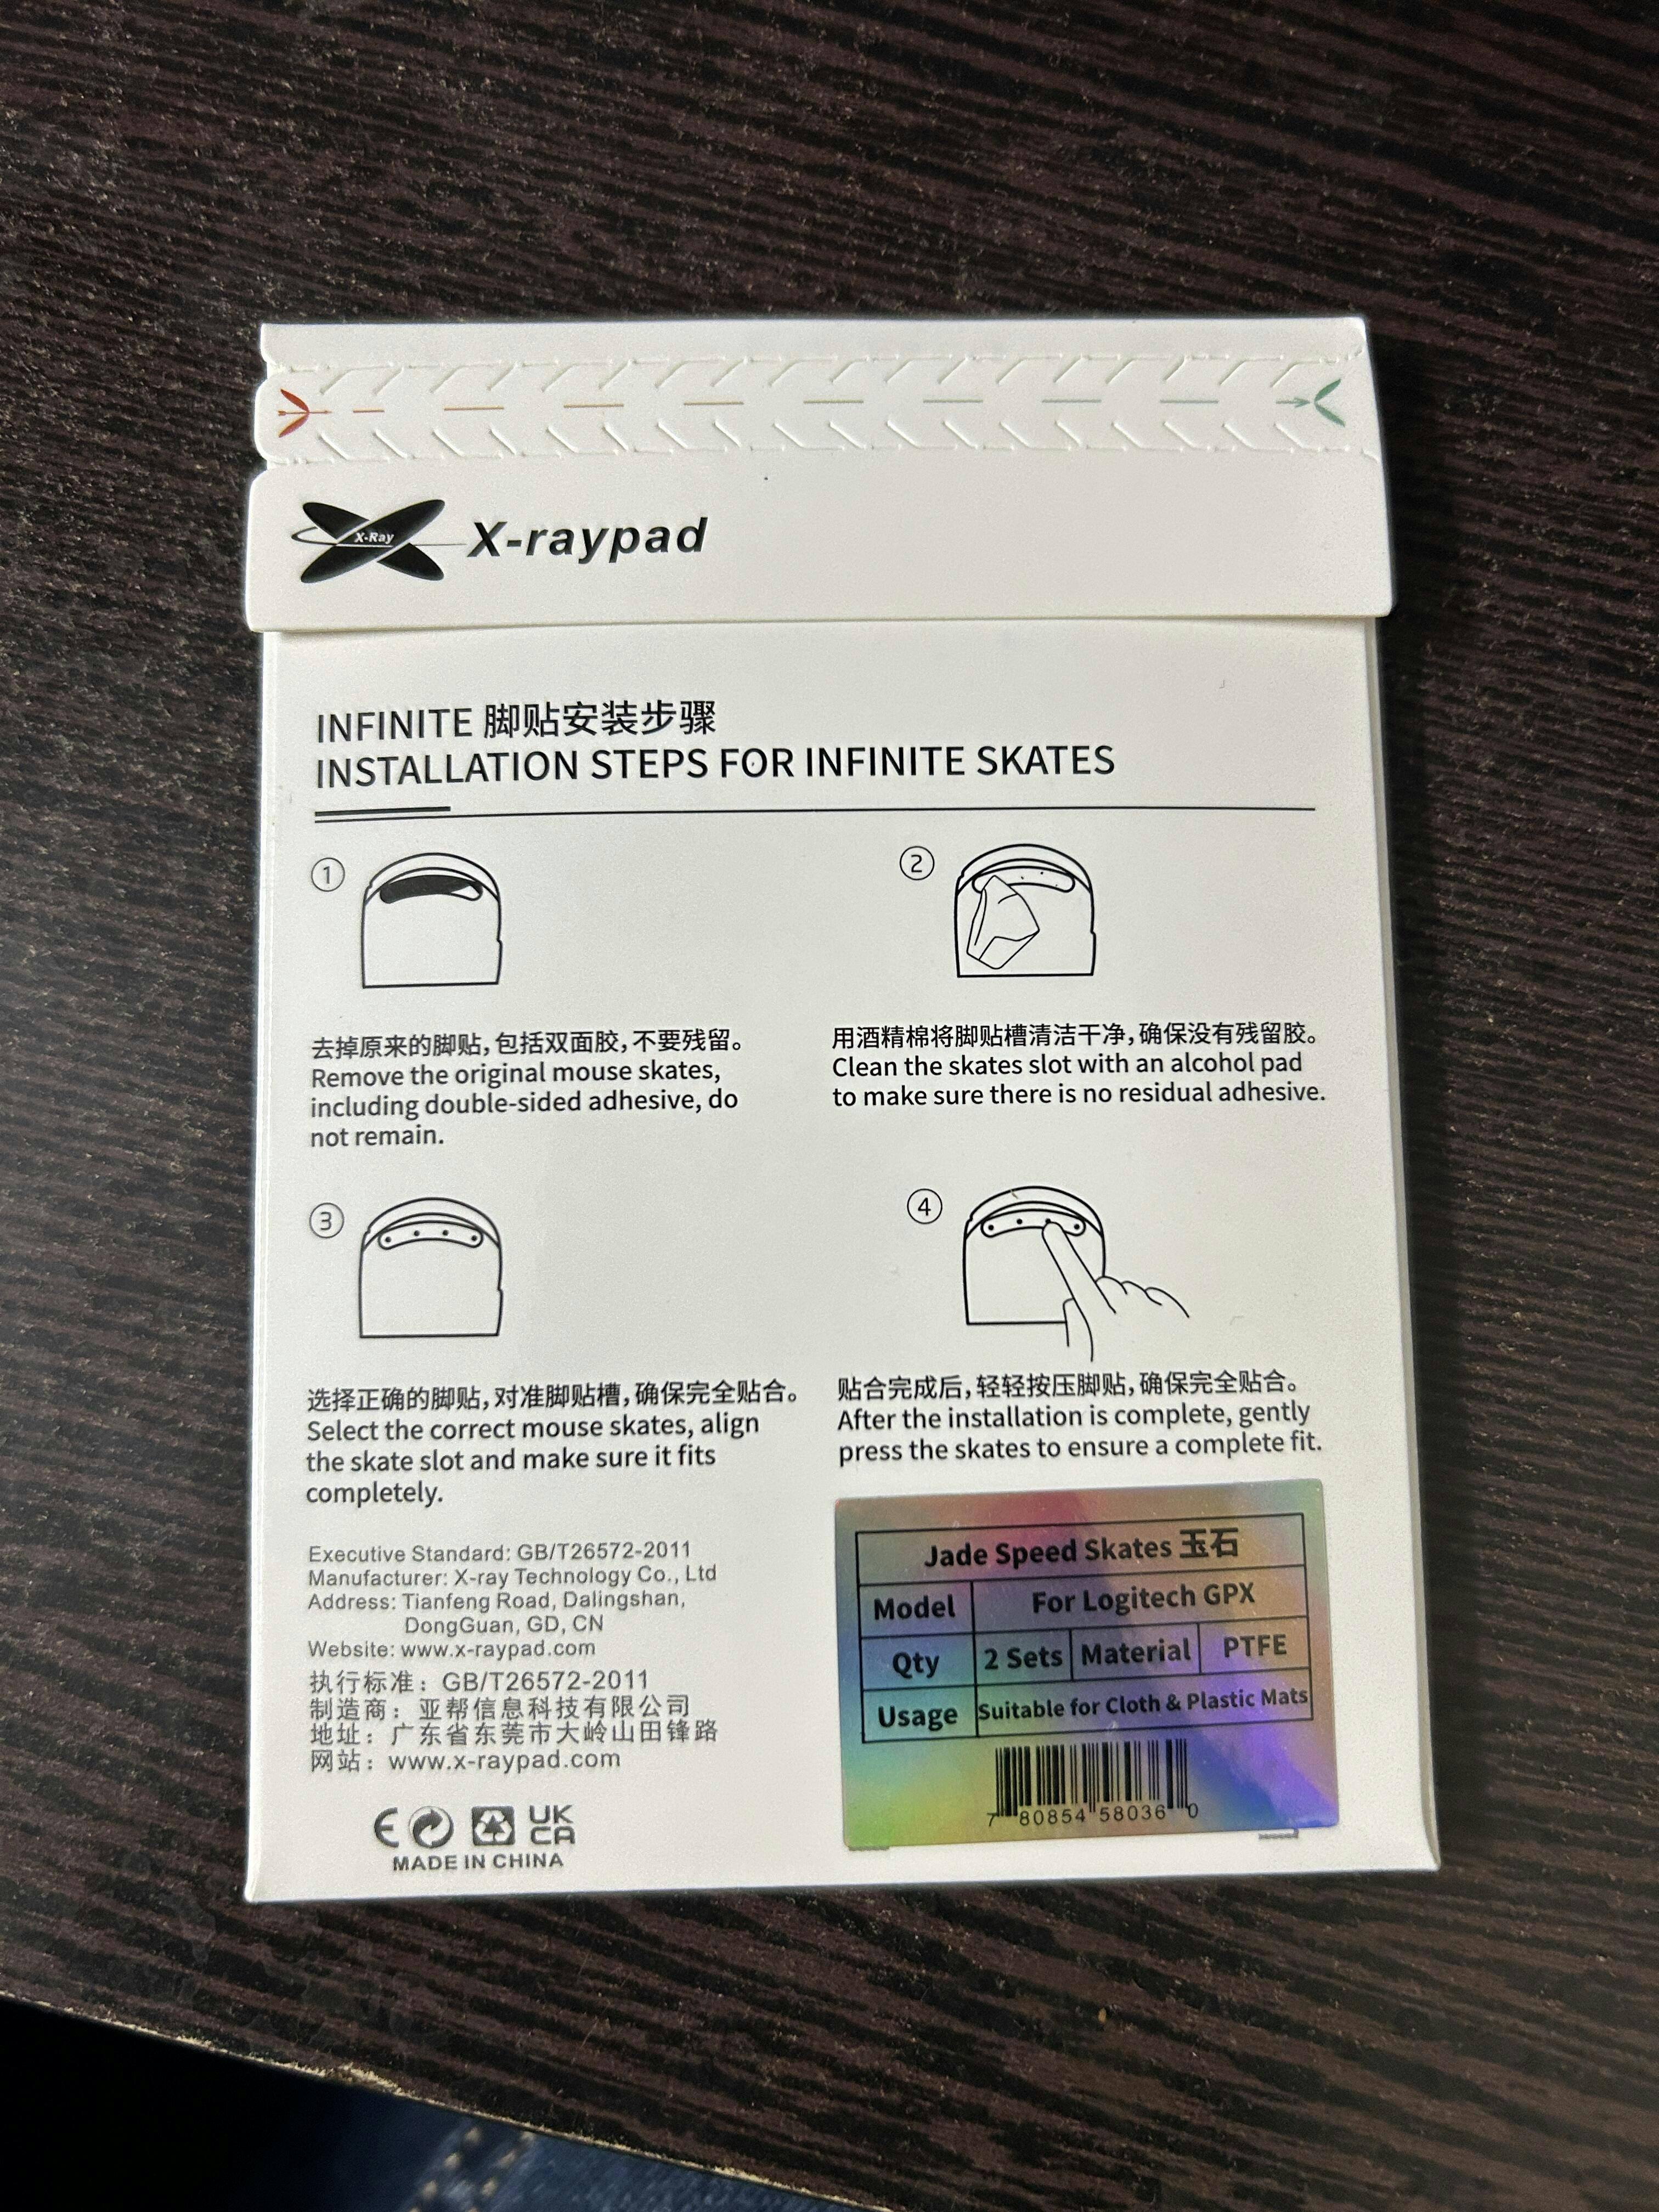 X-Ray
X-raypad
INFINITE 脚贴安装步骤
INSTALLATION STEPS FOR INFINITE SKATES
①
去掉原来的脚贴，包括双面胶，不要残留。
Remove the original mouse skates,
including double-sided adhesive, do
not remain.
②
用酒精棉将脚贴槽清洁干净，确保没有残留胶。
Clean the skates slot with an alcohol pad
to make sure there is no residual adhesive.
③
选择正确的脚贴，对准脚贴槽，确保完全贴合。
Select the correct mouse skates, align
the skate slot and make sure it fits
completely.
④
贴合完成后，轻轻按压脚贴，确保完全贴合。
After the installation is complete, gently
press the skates to ensure a complete fit.
Executive Standard: GB/T26572-2011
Manufacturer: X-ray Technology Co., Ltd
Address: Tianfeng Road, Dalingshan,
DongGuan, GD, CN
Website: www.x-raypad.com
执行标准：GB/T26572-2011
制造商：亚帮信息科技有限公司
地址：广东省东莞市大岭山田锋路
网站：www.x-raypad.com
CE UK
CA
MADE IN CHINA
Jade Speed Skates 玉石
Model For Logitech GPX
Qty 2 Sets Material PTFE
Usage Suitable for Cloth & Plastic Mats
7 80854 58036 0